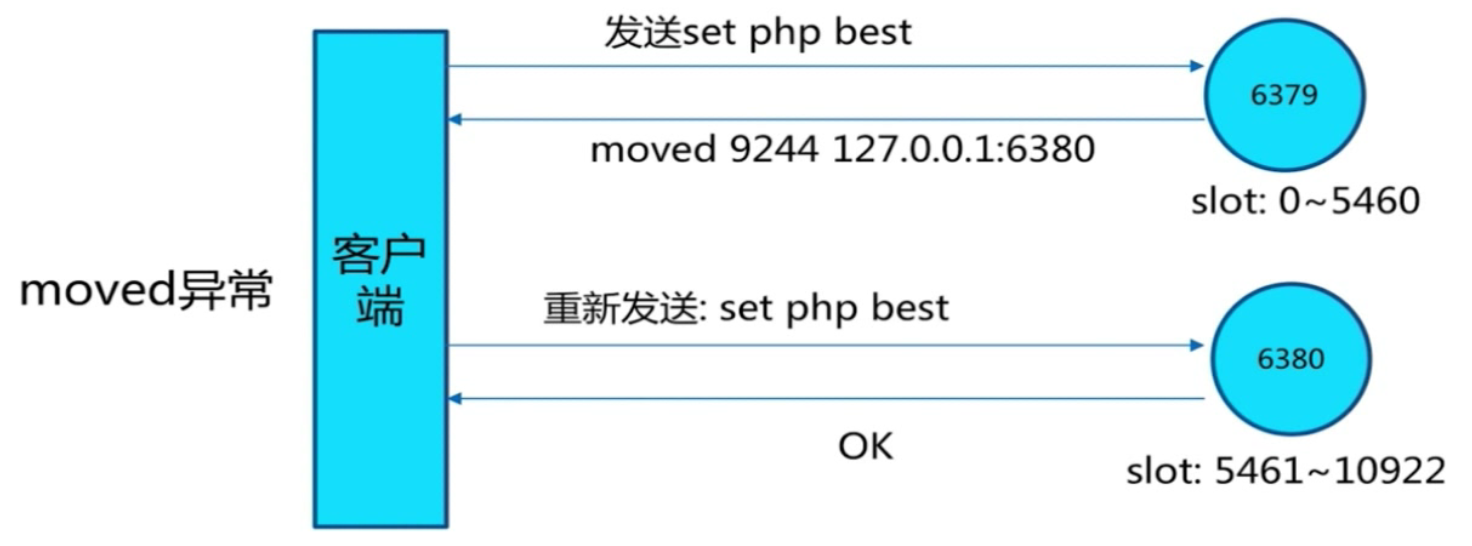 发送set php best
6379
moved 9244 127.0.0.1:6380
slot: 0~5460
moved异常
客户
端
重新发送: set php best
6380
OK
slot: 5461~10922